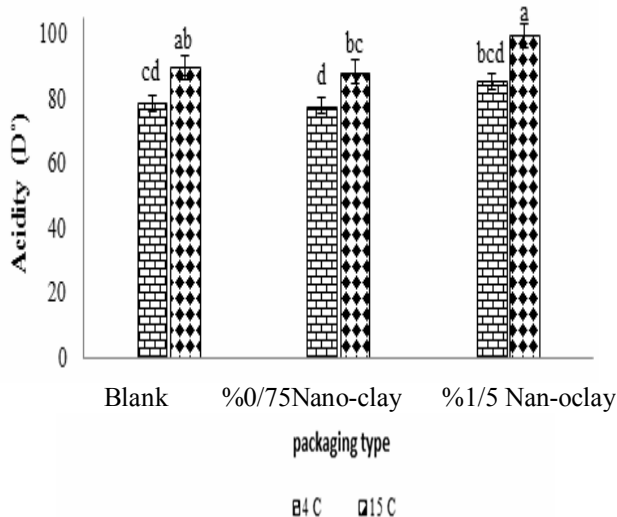 Acidity (D°)
100
80
60
40
20
0
cd
ab
d
bc
bcd
a
Blank %0/75Nano-clay %1/5 Nan-oclay
packaging type
4 C 15 C